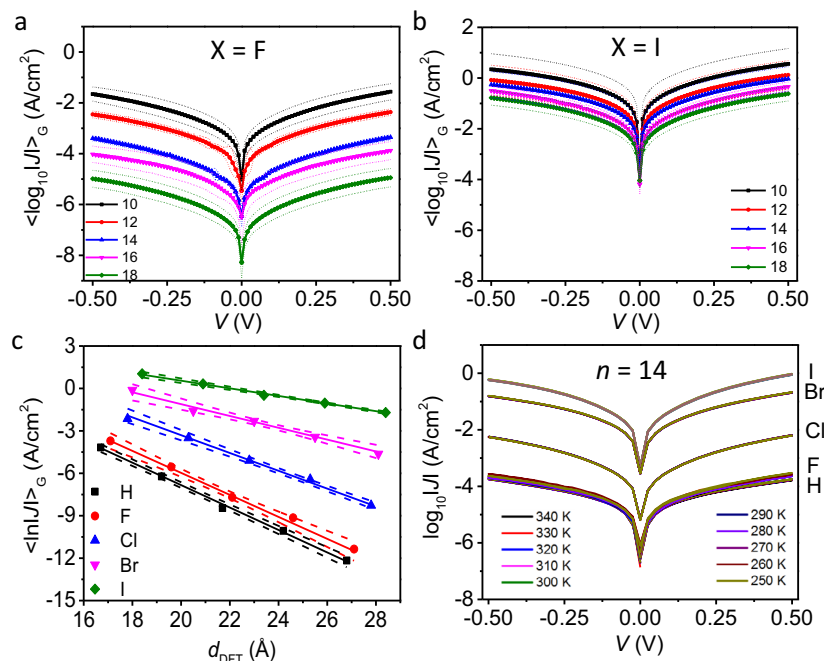 a
X = F
<log₁₀|J|>G (A/cm²)
0
-2
-4
-6
-8
10
12
14
16
18
-0.50 -0.25 0.00 0.25 0.50
V (V)
b
X = I
<log₁₀|J|>G (A/cm²)
2
0
-2
-4
-6
-8
10
12
14
16
18
-0.50 -0.25 0.00 0.25 0.50
V (V)
c
<ln|J|>G (A/cm²)
3
0
-3
-6
-9
-12
-15
H
F
Cl
Br
I
16 18 20 22 24 26 28
dDFT (Å)
d
n = 14
log₁₀|J| (A/cm²)
2
0
-2
-4
-6
-8
I
Br
Cl
F
H
340 K
330 K
320 K
310 K
300 K
290 K
280 K
270 K
260 K
250 K
-0.50 -0.25 0.00 0.25 0.50
V (V)